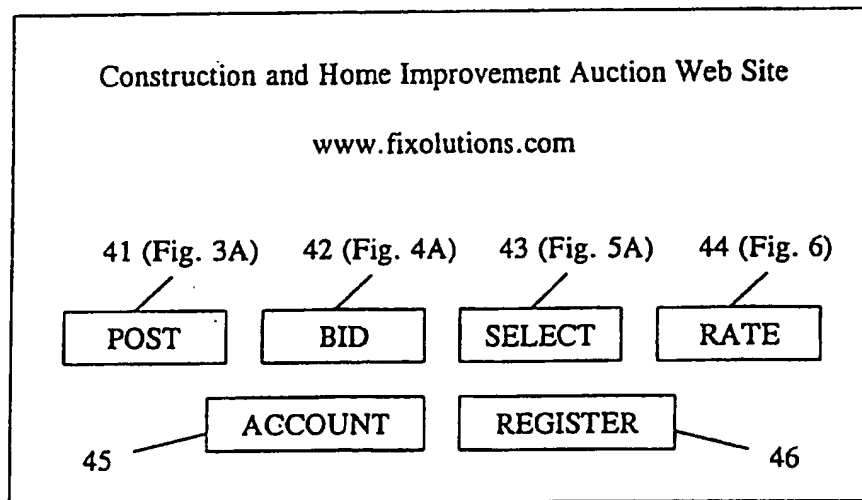 Construction and Home Improvement Auction Web Site
www.fixolutions.com
41 (Fig. 3A) 42 (Fig. 4A) 43 (Fig. 5A) 44 (Fig. 6)
POST BID SELECT RATE
ACCOUNT REGISTER
45 46